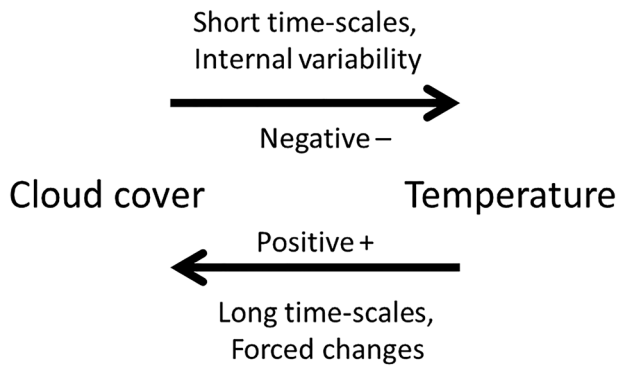 Short time-scales,
Internal variability
Negative –
Cloud cover
Temperature
Positive +
Long time-scales,
Forced changes